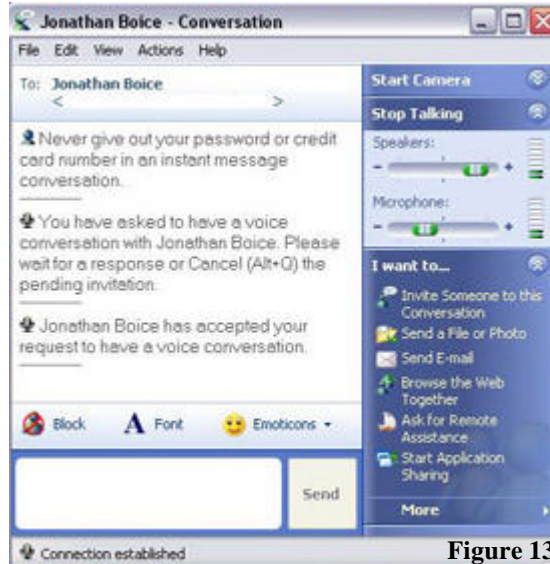 Jonathan Boice - Conversation
File Edit View Actions Help
To: Jonathan Boice
< >
Never give out your password or credit
card number in an instant message
conversation.
You have asked to have a voice
conversation with Jonathan Boice. Please
wait for a response or Cancel (Alt+Q) the
pending invitation.
Jonathan Boice has accepted your
request to have a voice conversation.
Block A Font Emoticons
Send
Connection established
Start Camera
Stop Talking
Speakers:
- +
Microphone:
- +
I want to...
Invite Someone to this
Conversation
Send a File or Photo
Send E-mail
Browse the Web
Together
Ask for Remote
Assistance
Start Application
Sharing
More
Figure 13